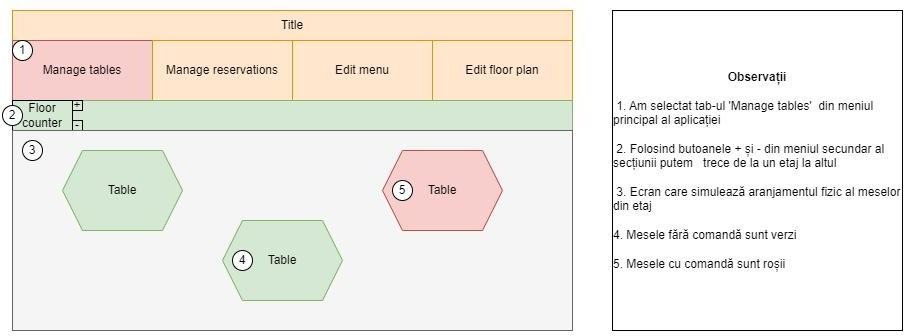 Title
1
Manage tables
Manage reservations
Edit menu
Edit floor plan
2
Floor
counter
+
-
3
Table
5
Table
4
Table
Observații
1. Am selectat tab-ul 'Manage tables' din meniul
principal al aplicației
2. Folosind butoanele + și - din meniul secundar al
secțiunii putem trece de la un etaj la altul
3. Ecran care simulează aranjamentul fizic al meselor
din etaj
4. Mesele fără comandă sunt verzi
5. Mesele cu comandă sunt roșii